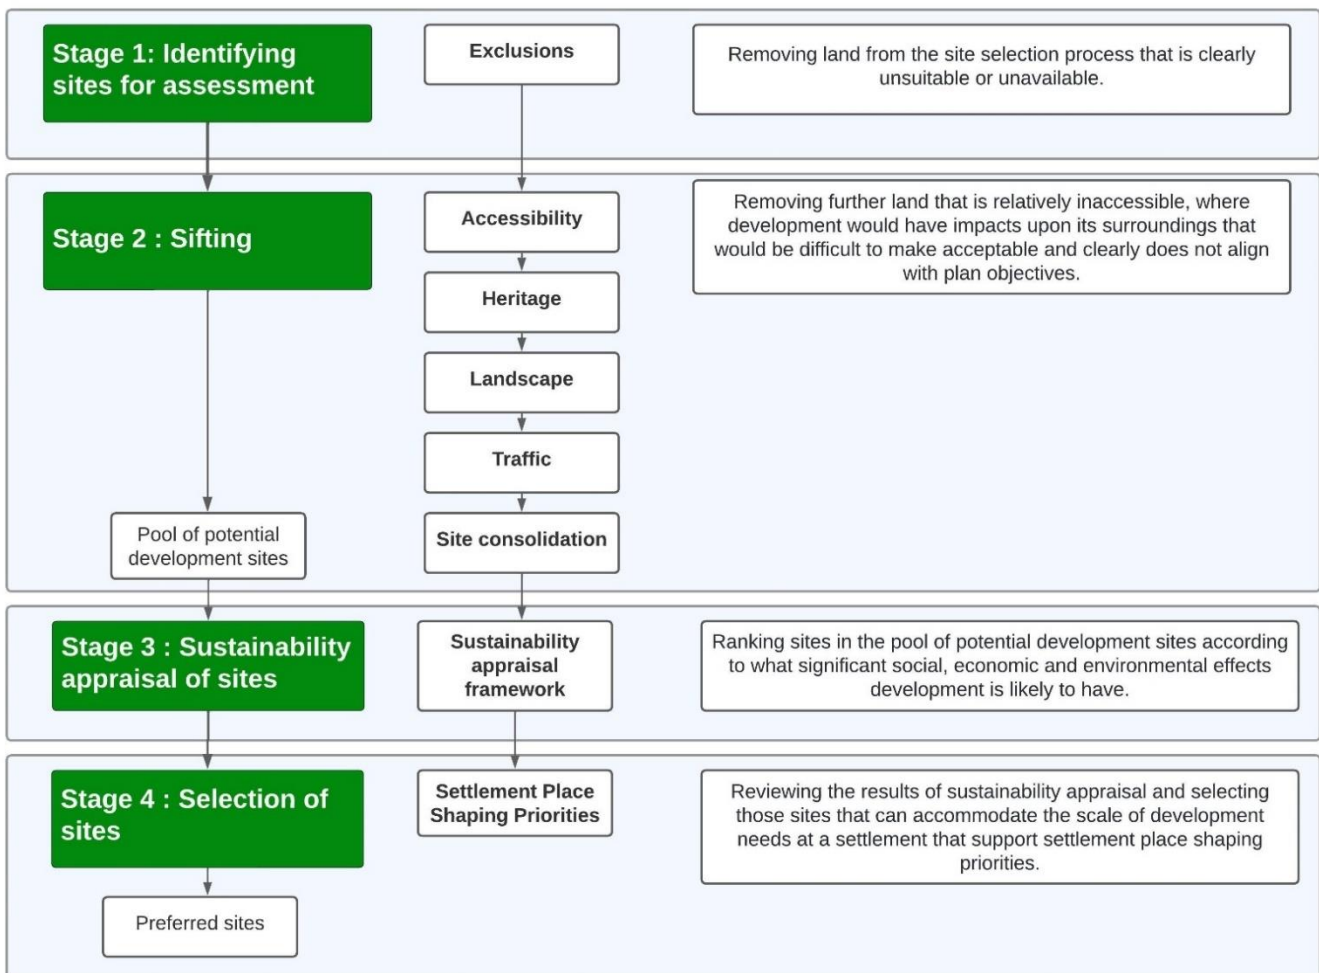 Stage 1: Identifying
sites for assessment
Exclusions
Removing land from the site selection process that is clearly
unsuitable or unavailable.
Stage 2 : Sifting
Accessibility
Removing further land that is relatively inaccessible, where
development would have impacts upon its surroundings that
would be difficult to make acceptable and clearly does not align
with plan objectives.
Heritage
Landscape
Traffic
Site consolidation
Pool of potential
development sites
Stage 3 : Sustainability
appraisal of sites
Sustainability
appraisal
framework
Ranking sites in the pool of potential development sites according
to what significant social, economic and environmental effects
development is likely to have.
Stage 4 : Selection of
sites
Settlement Place
Shaping Priorities
Reviewing the results of sustainability appraisal and selecting
those sites that can accommodate the scale of development
needs at a settlement that support settlement place shaping
priorities.
Preferred sites